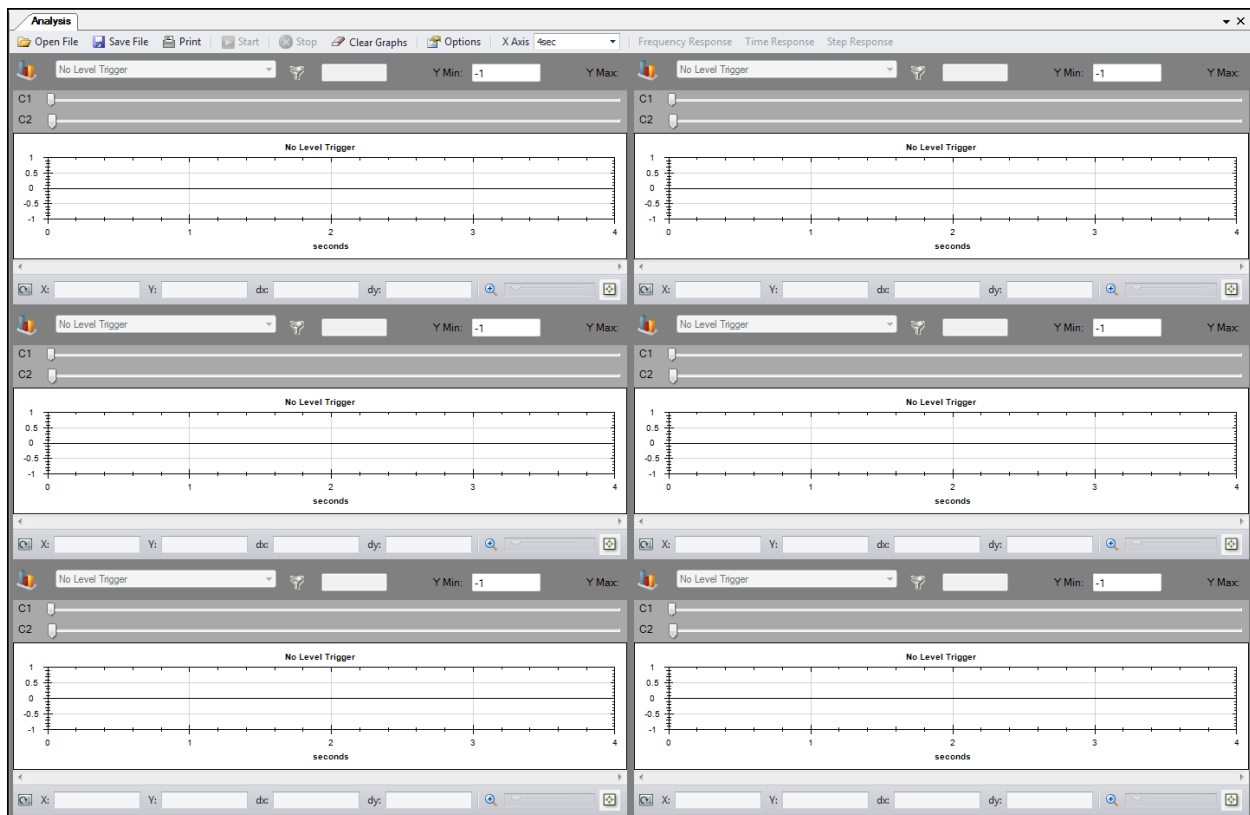 Analysis
Open File Save File Print Start Stop Clear Graphs Options X Axis 4sec Frequency Response Time Response Step Response
No Level Trigger Y Min: -1 Y Max: No Level Trigger Y Min: -1 Y Max:
C1 C1
C2 C2
No Level Trigger No Level Trigger
1 1
0.5 0.5
0 0
-0.5 -0.5
-1 -1
0 1 2 3 4 0 1 2 3 4
seconds seconds
X: Y: dx: dy: X: Y: dx: dy:
No Level Trigger Y Min: -1 Y Max: No Level Trigger Y Min: -1 Y Max:
C1 C1
C2 C2
No Level Trigger No Level Trigger
1 1
0.5 0.5
0 0
-0.5 -0.5
-1 -1
0 1 2 3 4 0 1 2 3 4
seconds seconds
X: Y: dx: dy: X: Y: dx: dy:
No Level Trigger Y Min: -1 Y Max: No Level Trigger Y Min: -1 Y Max:
C1 C1
C2 C2
No Level Trigger No Level Trigger
1 1
0.5 0.5
0 0
-0.5 -0.5
-1 -1
0 1 2 3 4 0 1 2 3 4
seconds seconds
X: Y: dx: dy: X: Y: dx: dy: